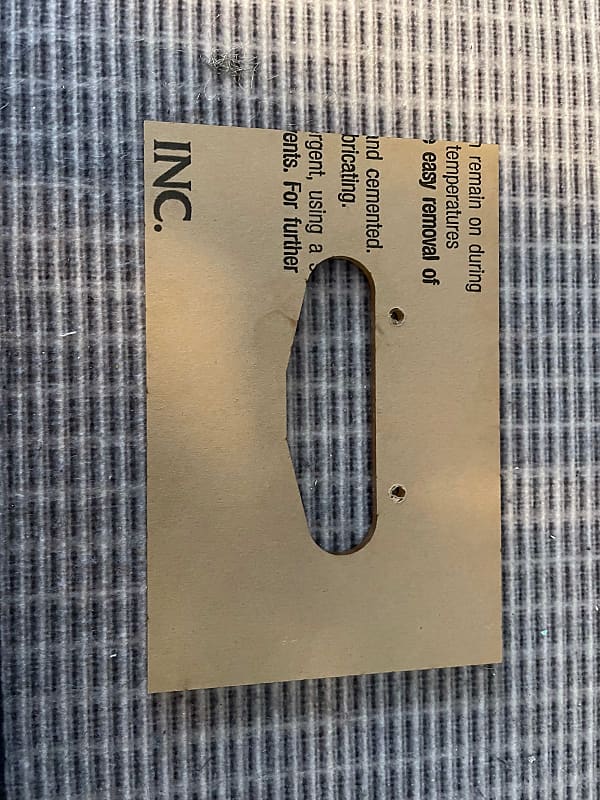 remain on during
temperatures
easy removal of
nd cemented.
bricating.
rgent, using a
ents. For further
INC.